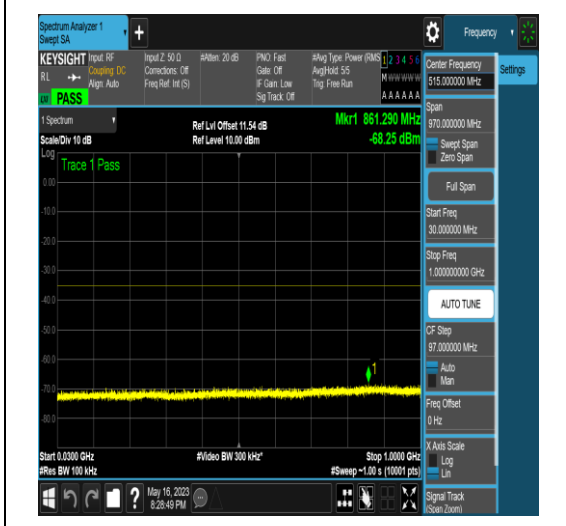 Spectrum Analyzer 1
Swept SA
+
Frequency
KEYSIGHT
RL
PASS
Input: RF
Coupling: DC
Align: Auto
Input Z: 50 Ω
Corrections: Off
Freq Ref: Int (S)
#Atten: 20 dB
PNO: Fast
Gate: Off
IF Gain: Low
Sig Track: Off
#Avg Type: Power (RMS
Avg|Hold: 5/5
Trig: Free Run
1 2 3 4 5 6
M W W W W W
A A A A A A
Center Frequency
515.000000 MHz
Settings
Span
970.000000 MHz
Swept Span
Zero Span
Full Span
Start Freq
30.000000 MHz
Stop Freq
1.000000000 GHz
AUTO TUNE
CF Step
97.000000 MHz
Auto
Man
Freq Offset
0 Hz
X Axis Scale
Log
Lin
Signal Track
(Span Zoom)
1 Spectrum
Scale/Div 10 dB
Ref Lvl Offset 11.54 dB
Ref Level 10.00 dBm
Mkr1 861.290 MHz
-68.25 dBm
Log
Trace 1 Pass
0.00
-10.0
-20.0
-30.0
-40.0
-50.0
-60.0
-70.0
-80.0
1
Start 0.0300 GHz
#Res BW 100 kHz
#Video BW 300 kHz*
Stop 1.0000 GHz
#Sweep ~1.00 s (10001 pts)
?
May 16, 2023
8:28:49 PM